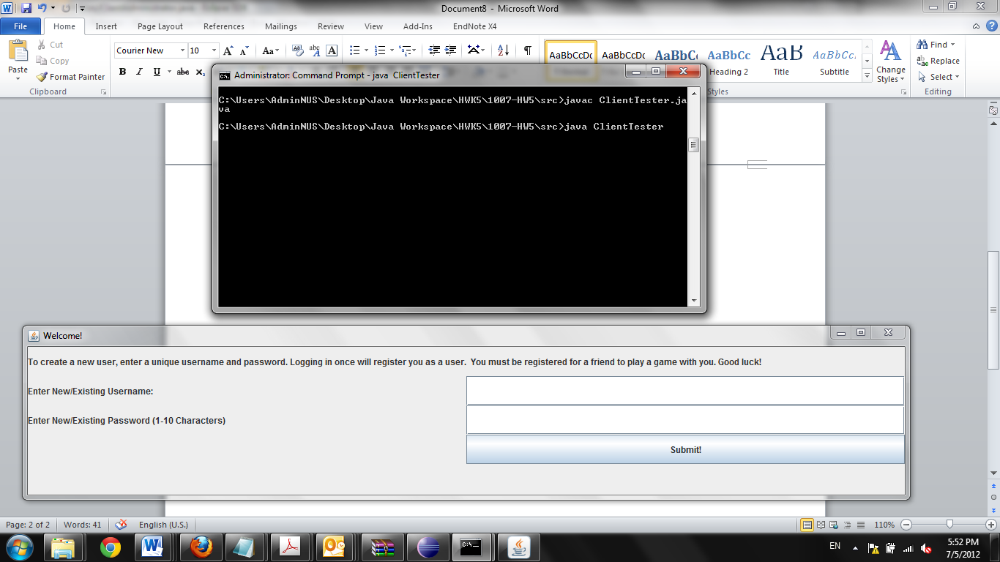 Document8 - Microsoft Word
File Home Insert Page Layout References Mailings Review View Add-Ins EndNote X4
Cut
Copy
Format Painter
Paste
Clipboard
Courier New 10
AaBbCcDc AaBbCcDc AaBbC AaBbCc AaB AaBbCc.
Heading 2 Title Subtitle
Change Styles
Styles
Find
Replace
Select
Editing
Administrator: Command Prompt - java ClientTester
C:\Users\AdminNUS\Desktop\Java Workspace\HWK5\1007-HW5\src>javac ClientTester.ja
va
C:\Users\AdminNUS\Desktop\Java Workspace\HWK5\1007-HW5\src>java ClientTester
Welcome!
To create a new user, enter a unique username and password. Logging in once will register you as a user. You must be registered for a friend to play a game with you. Good luck!
Enter New/Existing Username:
Enter New/Existing Password (1-10 Characters)
Submit!
Page: 2 of 2 Words: 41 English (U.S.) 110%
EN 5:52 PM
7/5/2012